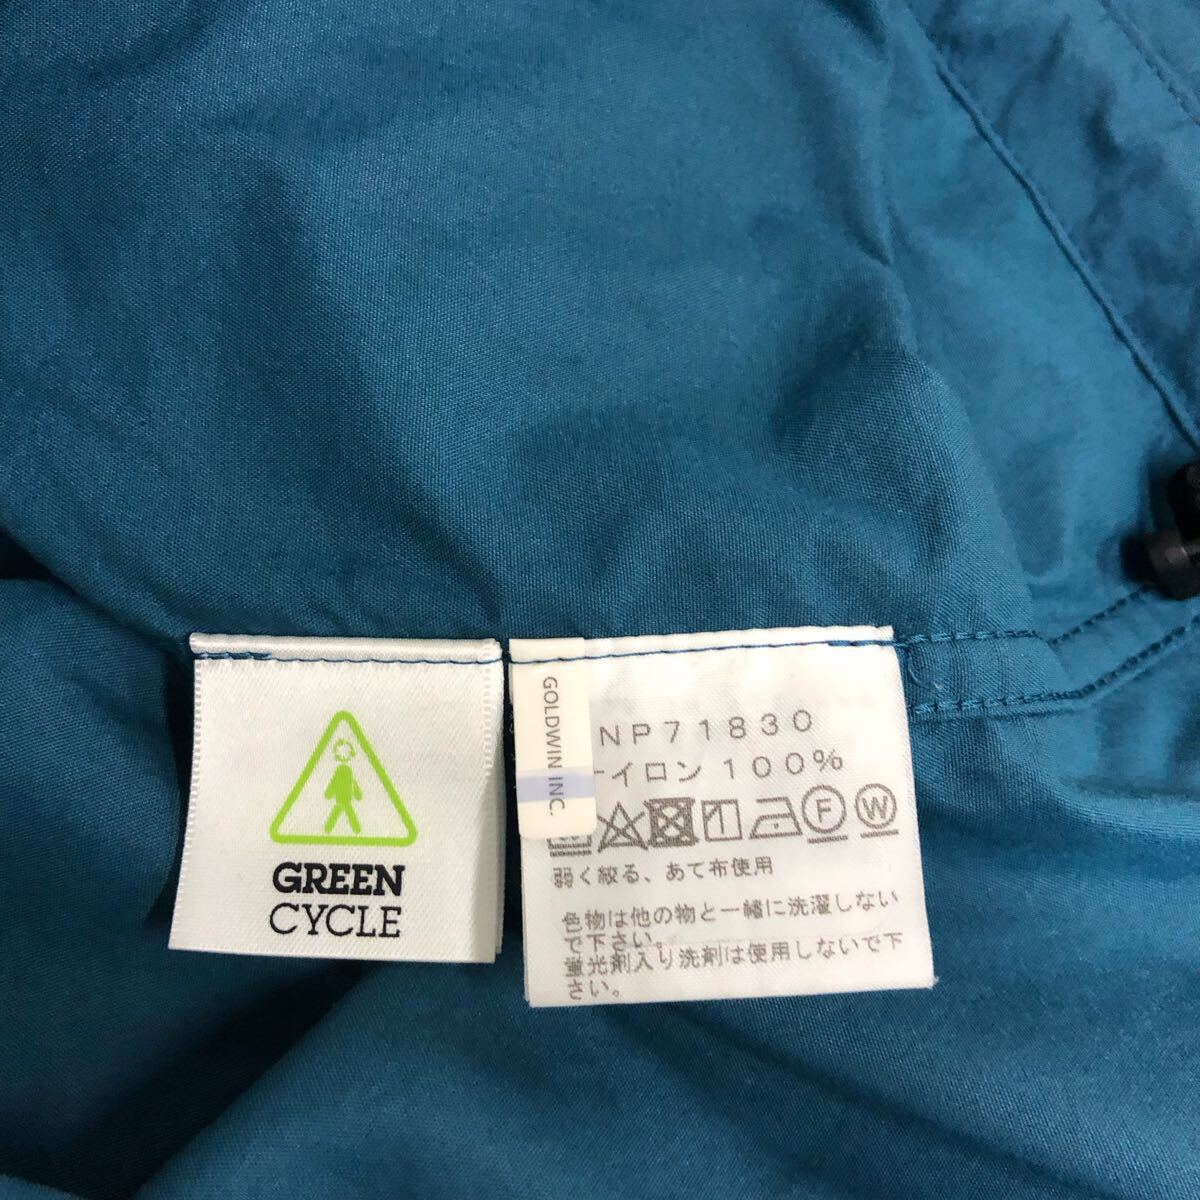 GREEN
CYCLE
GOLDWIN INC.
NP71830
イロン 100%
F W
弱く絞る、あて布使用
色物は他の物と一緒に洗濯しない
で下さい。
蛍光剤入り洗剤は使用しないで下
さい。